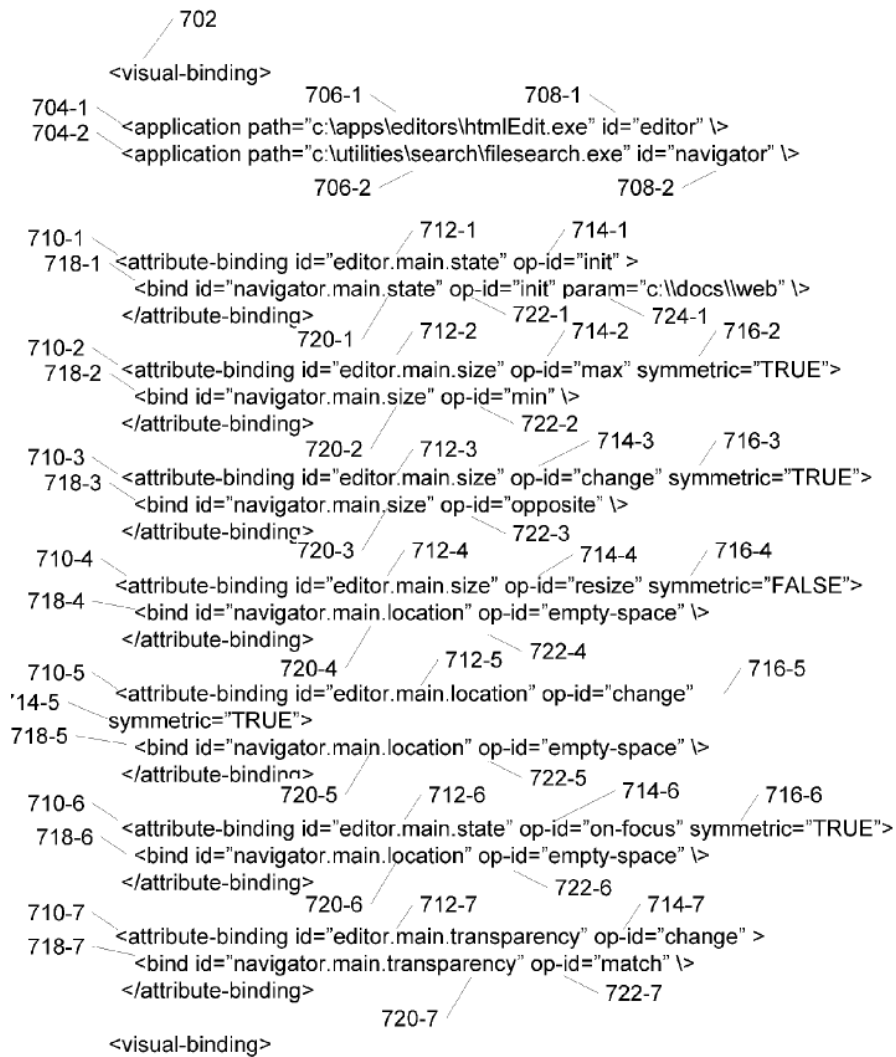 702
<visual-binding>
706-1 708-1
704-1
<application path="c:\apps\editors\htmlEdit.exe" id="editor" \>
704-2
<application path="c:\utilities\search\filesearch.exe" id="navigator" \>
706-2 708-2
712-1 714-1
710-1
<attribute-binding id="editor.main.state" op-id="init" >
718-1
<bind id="navigator.main.state" op-id="init" param="c:\\docs\\web" \>
</attribute-binding>
722-1 724-1
720-1 712-2 714-2 716-2
710-2
<attribute-binding id="editor.main.size" op-id="max" symmetric="TRUE">
718-2
<bind id="navigator.main.size" op-id="min" \>
</attribute-binding>
722-2
720-2 712-3 714-3 716-3
710-3
<attribute-binding id="editor.main.size" op-id="change" symmetric="TRUE">
718-3
<bind id="navigator.main.size" op-id="opposite" \>
</attribute-binding>
722-3
720-3 712-4 714-4 716-4
710-4
<attribute-binding id="editor.main.size" op-id="resize" symmetric="FALSE">
718-4
<bind id="navigator.main.location" op-id="empty-space" \>
</attribute-binding>
722-4
720-4 712-5 716-5
710-5
<attribute-binding id="editor.main.location" op-id="change"
'14-5
symmetric="TRUE">
718-5
<bind id="navigator.main.location" op-id="empty-space" \>
</attribute-binding>
722-5
720-5 712-6 714-6 716-6
710-6
<attribute-binding id="editor.main.state" op-id="on-focus" symmetric="TRUE">
718-6
<bind id="navigator.main.location" op-id="empty-space" \>
</attribute-binding>
722-6
720-6 712-7 714-7
710-7
<attribute-binding id="editor.main.transparency" op-id="change" >
718-7
<bind id="navigator.main.transparency" op-id="match" \>
</attribute-binding>
722-7
720-7
<visual-binding>